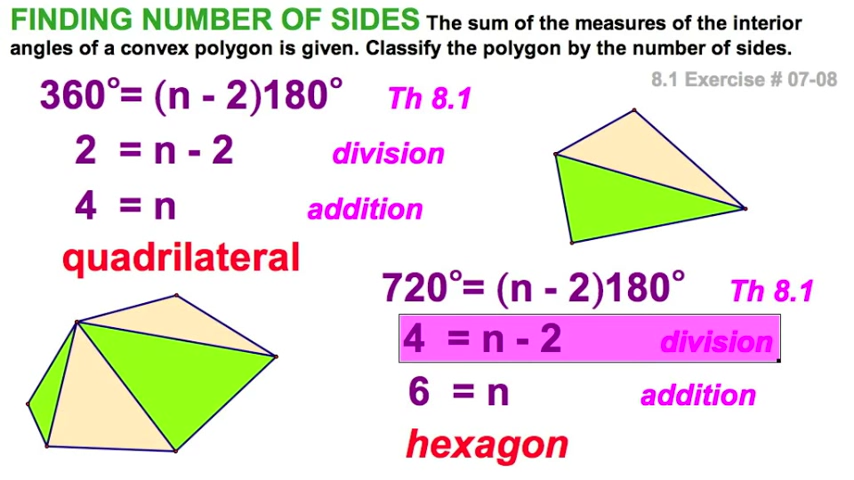 FINDING NUMBER OF SIDES The sum of the measures of the interior
angles of a convex polygon is given. Classify the polygon by the number of sides.
8.1 Exercise # 07-08
360°= (n - 2)180° Th 8.1
2 = n - 2 division
4 = n addition
quadrilateral
720°= (n - 2)180° Th 8.1
4 = n - 2 division
6 = n addition
hexagon